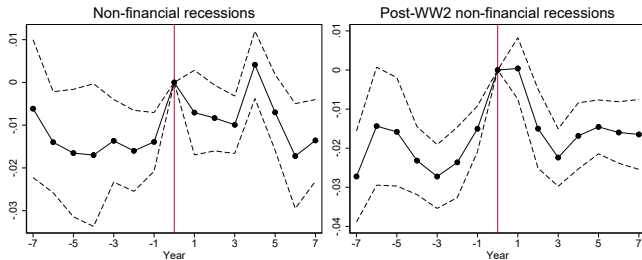 Non-financial recessions
.01
0
-.01
-.02
-.03
-7 -5 -3 -1 1 3 5 7
Year
Post-WW2 non-financial recessions
.01
0
-.01
-.02
-.03
-.04
-7 -5 -3 -1 1 3 5 7
Year